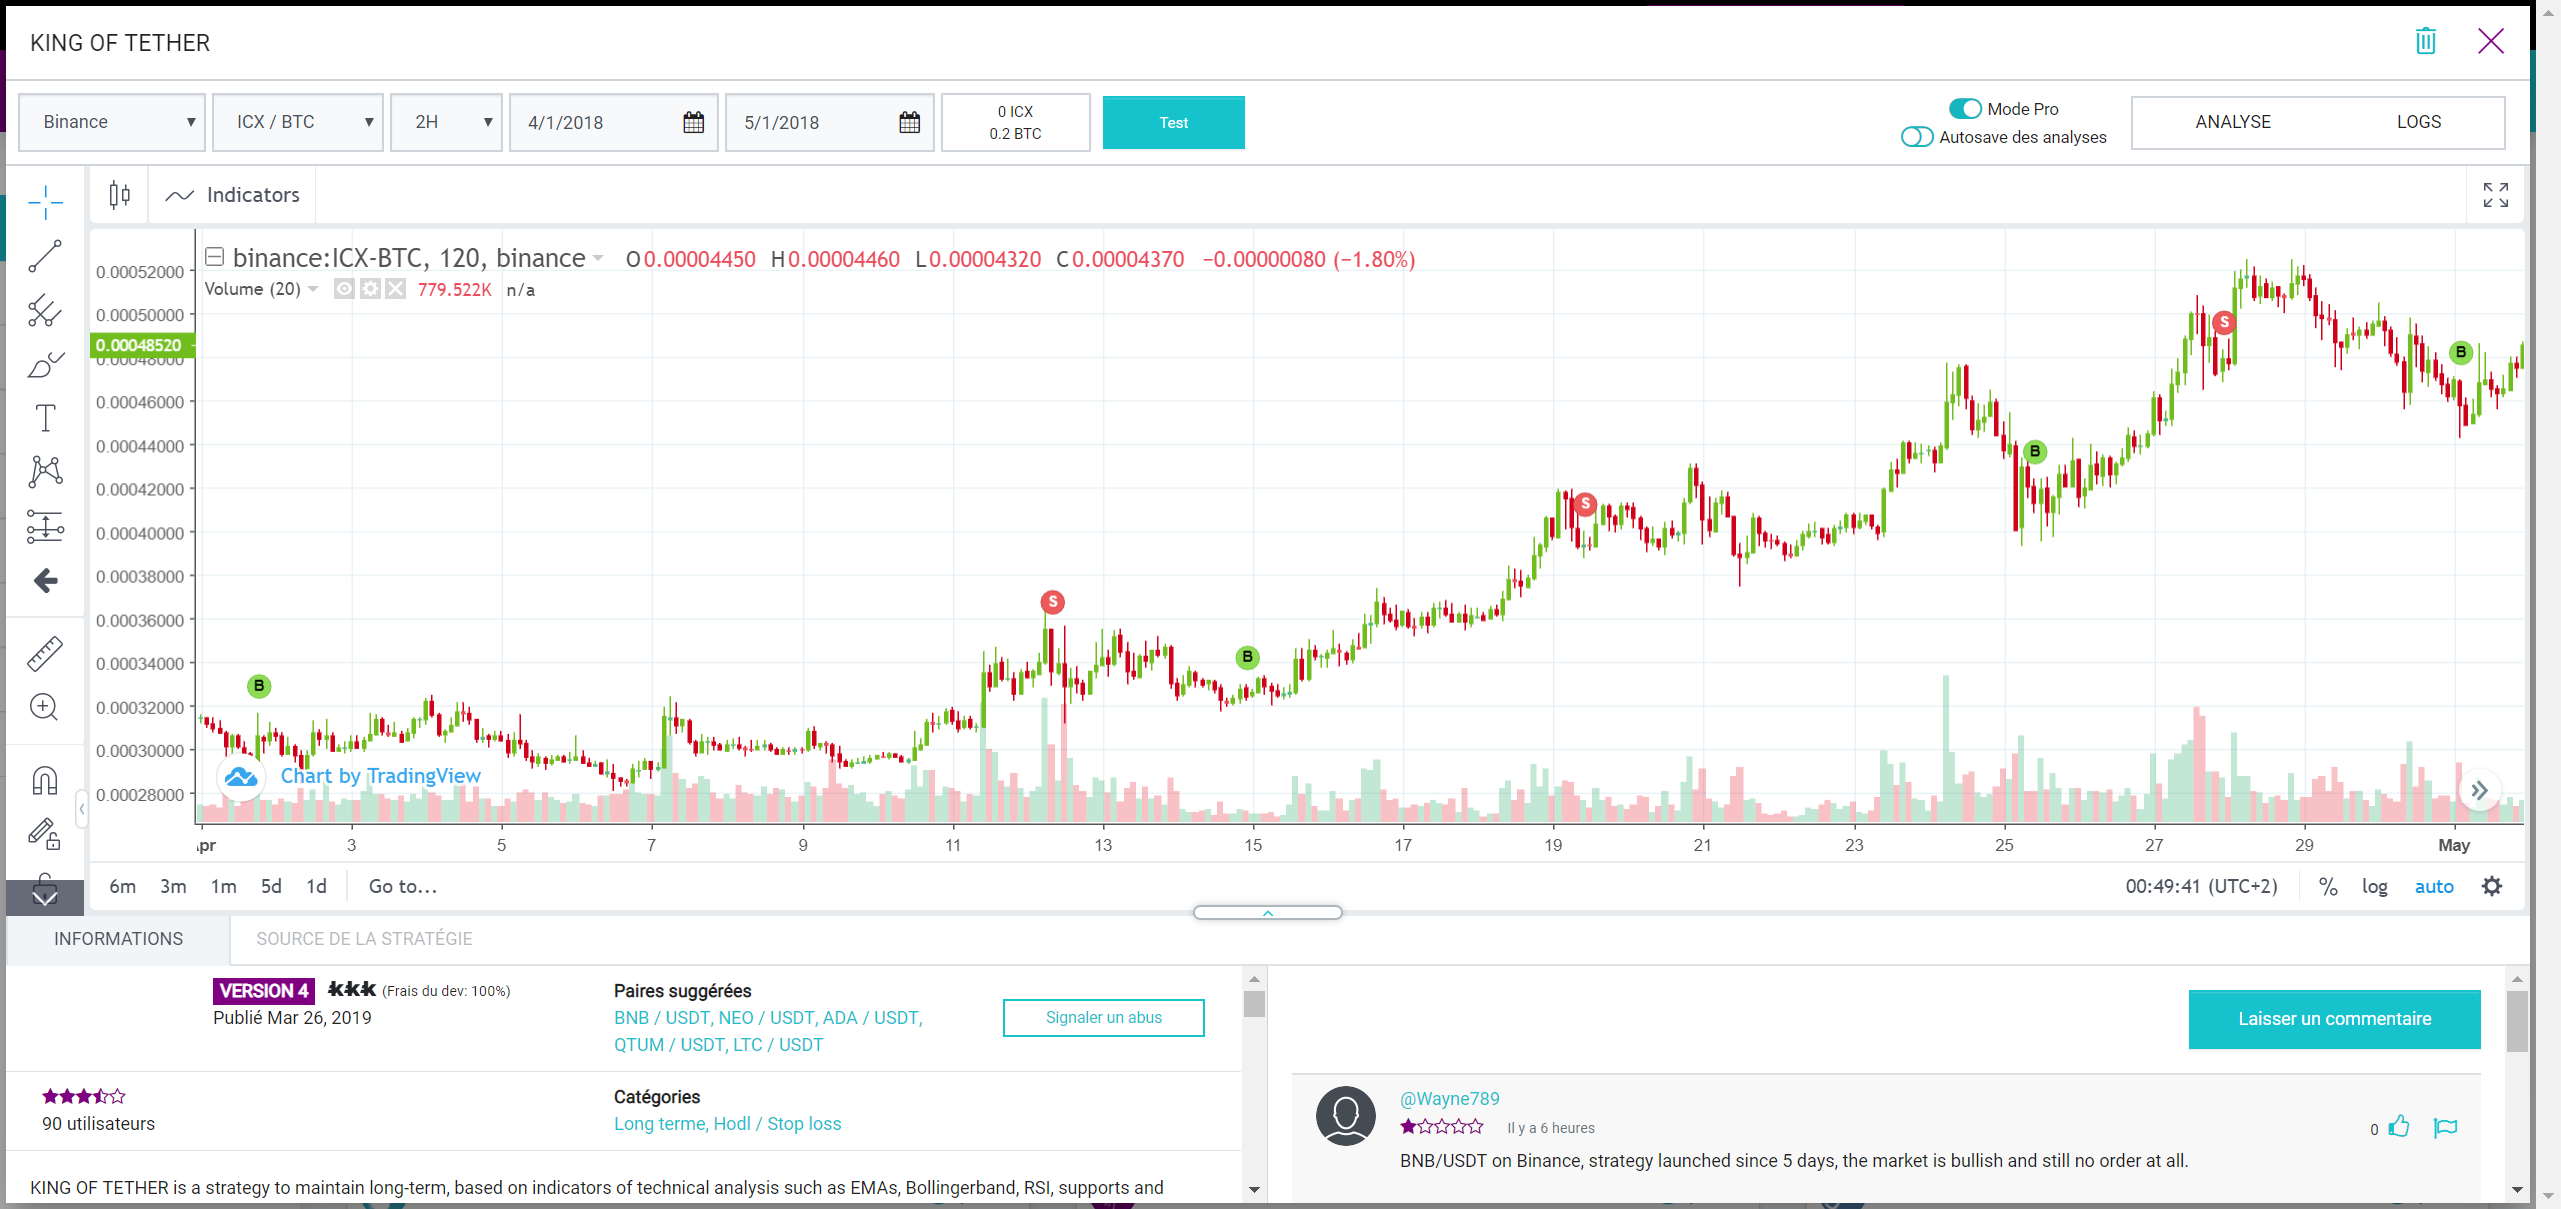 KING OF TETHER
Binance
ICX / BTC
2H
4/1/2018
5/1/2018
0 ICX
0.2 BTC
Test
Mode Pro
Autosave des analyses
ANALYSE
LOGS
Indicators
binance:ICX-BTC, 120, binance O0.00004450 H0.00004460 L0.00004320 C0.00004370 −0.00000080 (−1.80%)
Volume (20) 779.522K n/a
0.00052000
0.00050000
0.00048520
0.00048000
0.00046000
0.00044000
0.00042000
0.00040000
0.00038000
0.00036000
0.00034000
0.00032000
0.00030000
0.00028000
B
S
B
S
B
S
B
Chart by TradingView
Apr 3 5 7 9 11 13 15 17 19 21 23 25 27 29 May
6m 3m 1m 5d 1d Go to...
00:49:41 (UTC+2) % log auto
INFORMATIONS
SOURCE DE LA STRATÉGIE
VERSION 4 kkk (Frais du dev: 100%)
Publié Mar 26, 2019
Paires suggérées
BNB / USDT, NEO / USDT, ADA / USDT,
QTUM / USDT, LTC / USDT
Signaler un abus
90 utilisateurs
Catégories
Long terme, Hodl / Stop loss
KING OF TETHER is a strategy to maintain long-term, based on indicators of technical analysis such as EMAs, Bollingerband, RSI, supports and
Laisser un commentaire
@Wayne789
Il y a 6 heures
0
BNB/USDT on Binance, strategy launched since 5 days, the market is bullish and still no order at all.